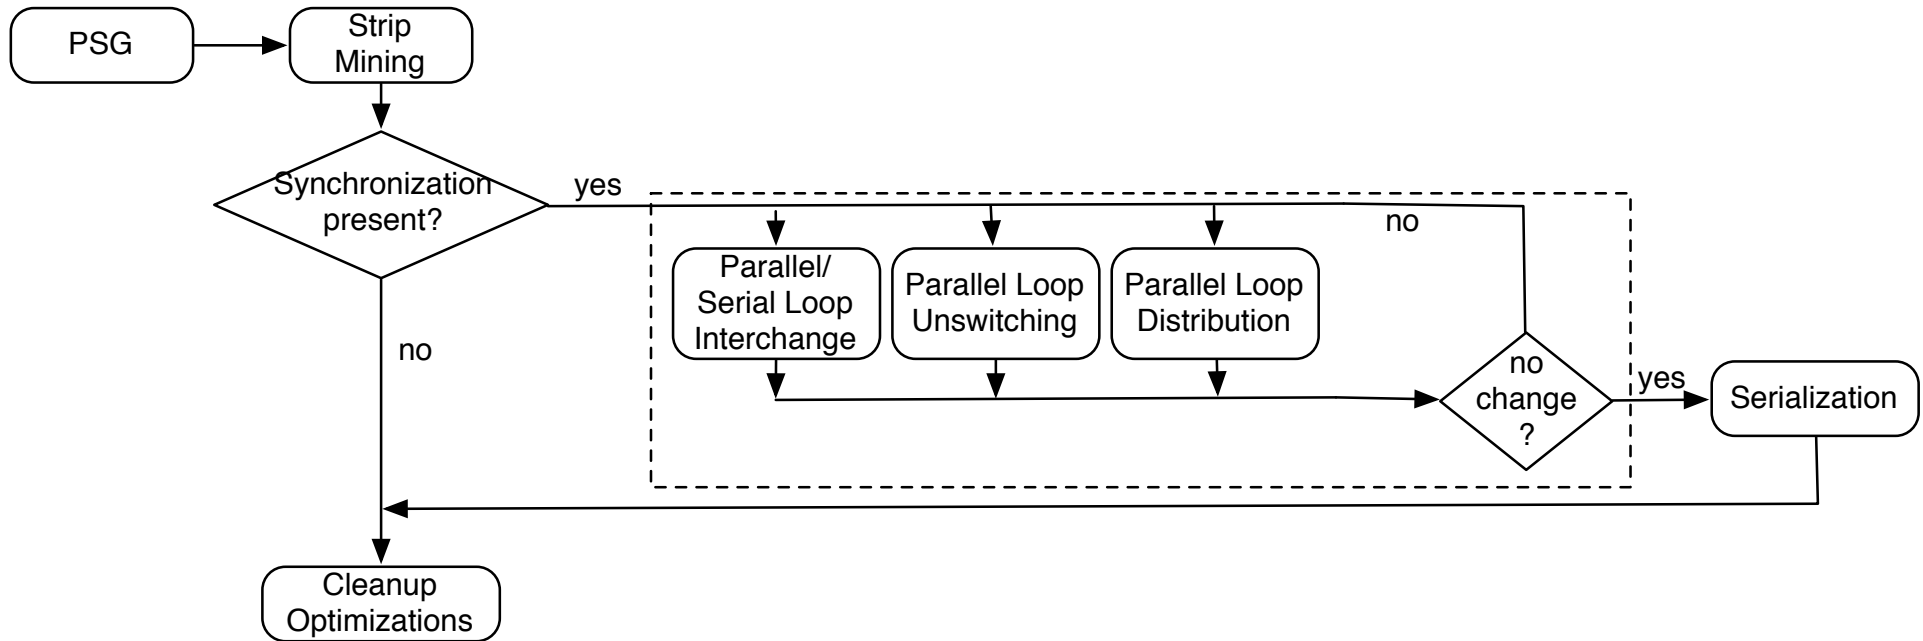 PSG
Strip
Mining
Synchronization
present?
yes
no
no
Parallel/
Serial Loop
Interchange
Parallel Loop
Unswitching
Parallel Loop
Distribution
no
change
?
yes
Serialization
Cleanup
Optimizations